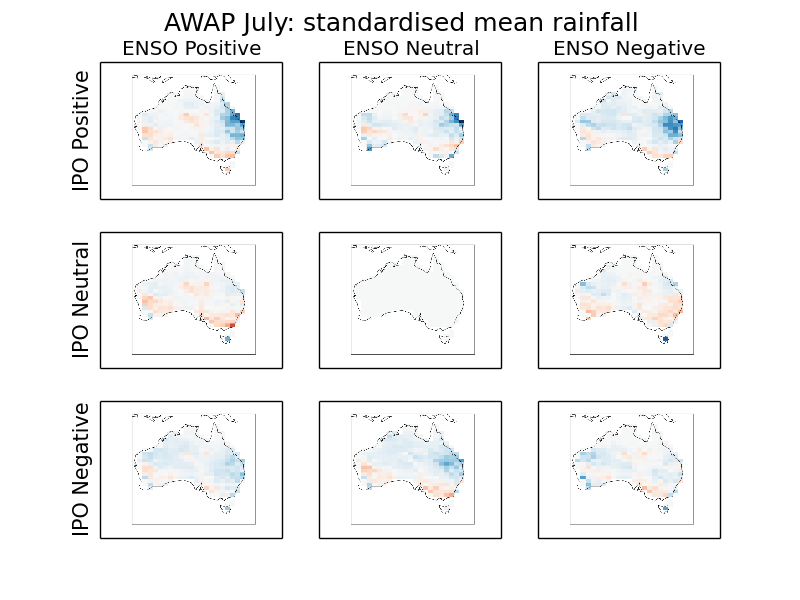 AWAP July: standardised mean rainfall
ENSO Positive
ENSO Neutral
ENSO Negative
IPO Positive
IPO Neutral
IPO Negative